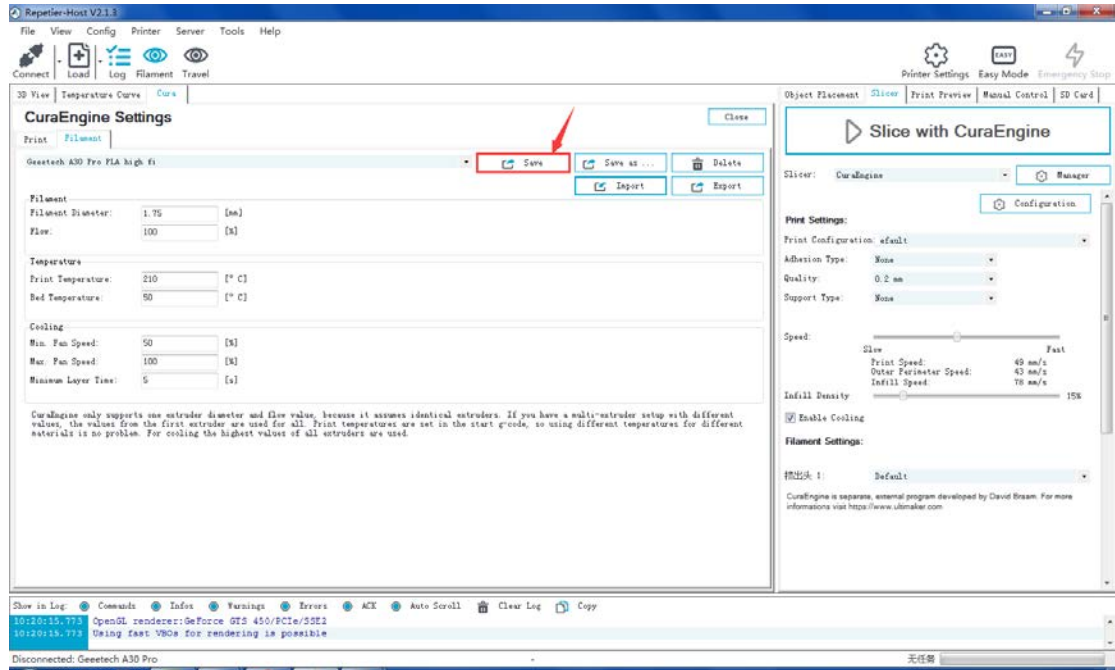 Repetier-Host V2.1.3
File View Config Printer Server Tools Help
Connect Load Log Filament Travel Printer Settings Easy Mode Emergency Stop
EASY
3D View Temperature Curve Cura Object Placement Slicer Print Preview Manual Control SD Card
CuraEngine Settings Close
Print Filament
Slice with CuraEngine
Geeetech A30 Pro PLA high fi Save Save as ... Delete
Import Export
Slicer: CuraEngine Manager
Configuration
Filament
Filament Diameter: 1.75 [mm]
Flow: 100 [%]
Temperature
Print Temperature: 210 [° C]
Bed Temperature: 50 [° C]
Cooling
Min. Fan Speed: 50 [%]
Max. Fan Speed: 100 [%]
Minimum Layer Time: 5 [s]
CuraEngine only supports one extruder diameter and flow value, because it assumes identical extruders. If you have a multi-extruder setup with different
values, the values from the first extruder are used for all. Print temperatures are set in the start g-code, so using different temperatures for different
materials is no problem. For cooling the highest values of all extruders are used.
Print Settings:
Print Configuration: efault
Adhesion Type: None
Quality: 0.2 mm
Support Type: None
Speed:
Slow Fast
Print Speed: 49 mm/s
Outer Perimeter Speed: 43 mm/s
Infill Speed: 78 mm/s
Infill Density 15%
Enable Cooling
Filament Settings:
挤出头 1: Default
CuraEngine is separate, external program developed by David Braam. For more
informations visit https://www.ultimaker.com
Show in Log: Commands Infos Warnings Errors ACK Auto Scroll Clear Log Copy
10:20:15.773 OpenGL renderer:GeForce GTS 450/PCIe/SSE2
10:20:15.773 Using fast VBOs for rendering is possible
Disconnected: Geeetech A30 Pro - 无任务